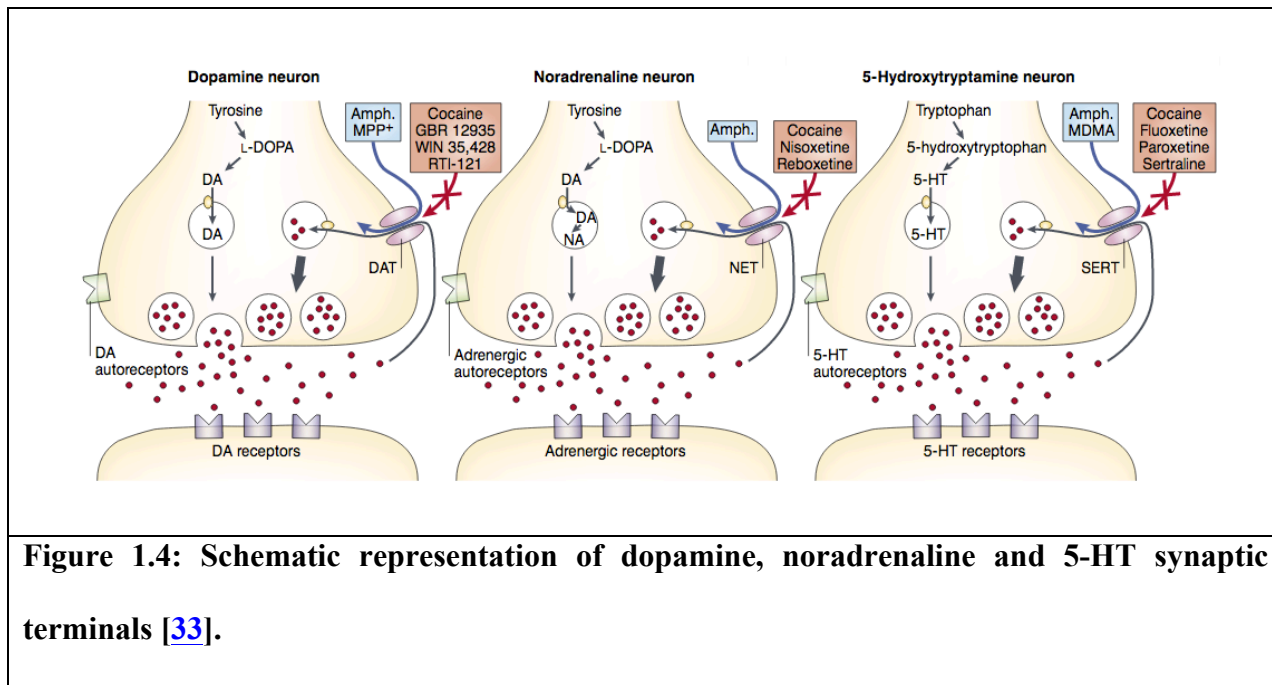 Dopamine neuron
Tyrosine
L-DOPA
DA
DA
Amph.
MPP+
Cocaine
GBR 12935
WIN 35,428
RTI-121
DAT
DA
autoreceptors
DA receptors
Noradrenaline neuron
Tyrosine
L-DOPA
DA
DA
NA
Amph.
Cocaine
Nisoxetine
Reboxetine
NET
Adrenergic
autoreceptors
Adrenergic receptors
5-Hydroxytryptamine neuron
Tryptophan
5-hydroxytryptophan
5-HT
5-HT
Amph.
MDMA
Cocaine
Fluoxetine
Paroxetine
Sertraline
SERT
5-HT
autoreceptors
5-HT receptors
Figure 1.4: Schematic representation of dopamine, noradrenaline and 5-HT synaptic
terminals [33].